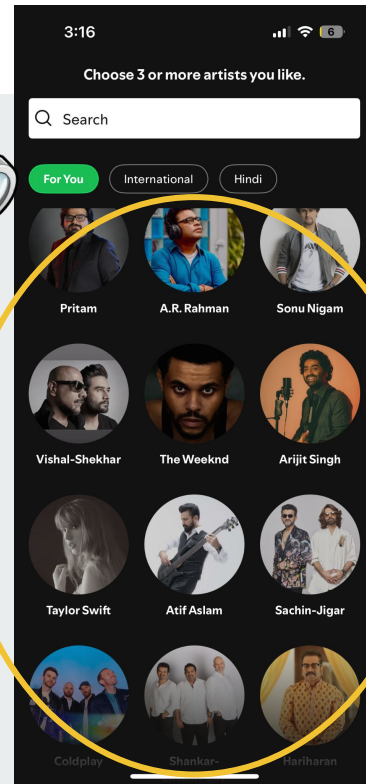 3:16
6
Choose 3 or more artists you like.
Search
For You International Hindi
Pritam A.R. Rahman Sonu Nigam
Vishal-Shekhar The Weeknd Arijit Singh
Taylor Swift Atif Aslam Sachin-Jigar
Coldplay Shankar- Hariharan